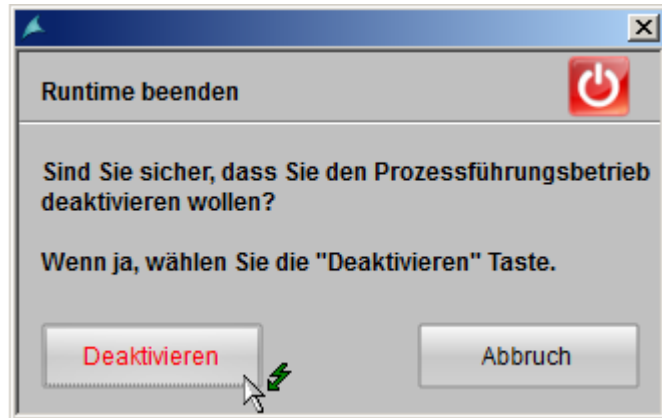 Runtime beenden
Sind Sie sicher, dass Sie den Prozessführungsbetrieb
deaktivieren wollen?
Wenn ja, wählen Sie die "Deaktivieren" Taste.
Deaktivieren
Abbruch